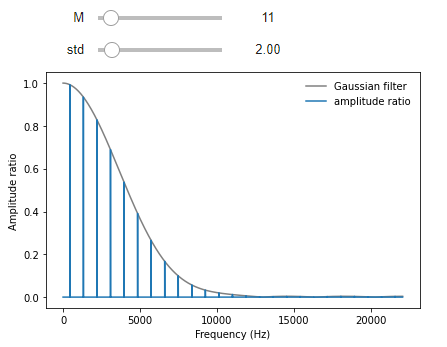 M 11
std 2.00
1.0
0.8
0.6
0.4
0.2
0.0
Amplitude ratio
Gaussian filter
amplitude ratio
0 5000 10000 15000 20000
Frequency (Hz)